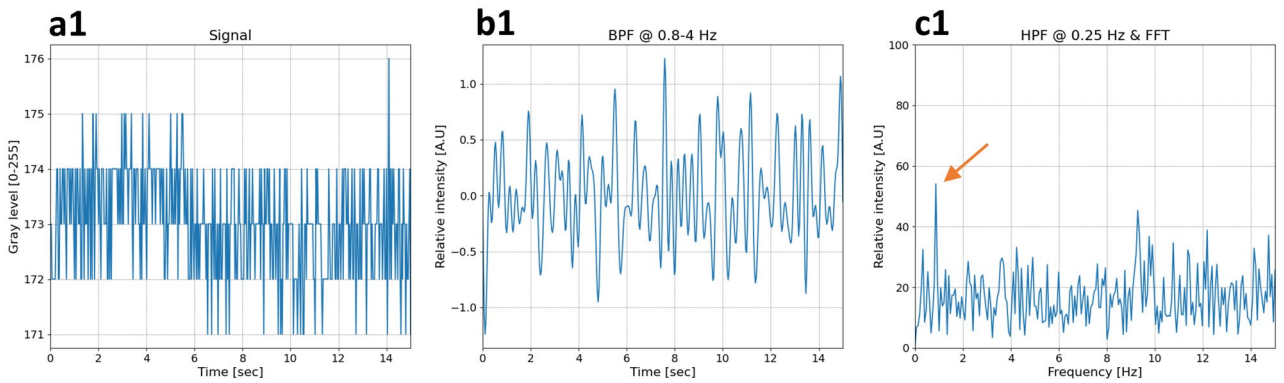 a1
Signal
Gray level [0-255]
176
175
174
173
172
171
0 2 4 6 8 10 12 14
Time [sec]
b1
BPF @ 0.8-4 Hz
Relative intensity [A.U]
1.0
0.5
0.0
−0.5
−1.0
0 2 4 6 8 10 12 14
Time [sec]
c1
HPF @ 0.25 Hz & FFT
Relative intensity [A.U]
100
80
60
40
20
0
0 2 4 6 8 10 12 14
Frequency [Hz]